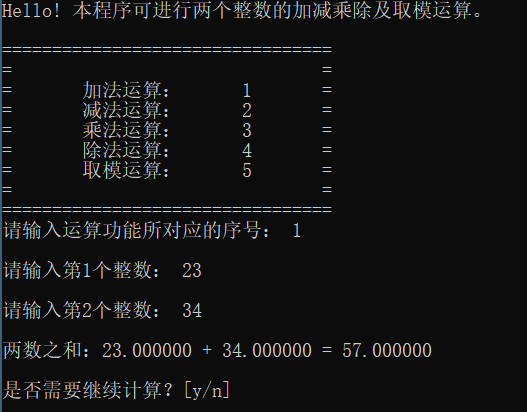 Hello! 本程序可进行两个整数的加减乘除及取模运算。
=================================
=                               =
=       加法运算：       1       =
=       减法运算：       2       =
=       乘法运算：       3       =
=       除法运算：       4       =
=       取模运算：       5       =
=                               =
=================================
请输入运算功能所对应的序号： 1
请输入第1个整数： 23
请输入第2个整数： 34
两数之和：23.000000 + 34.000000 = 57.000000
是否需要继续计算？[y/n]